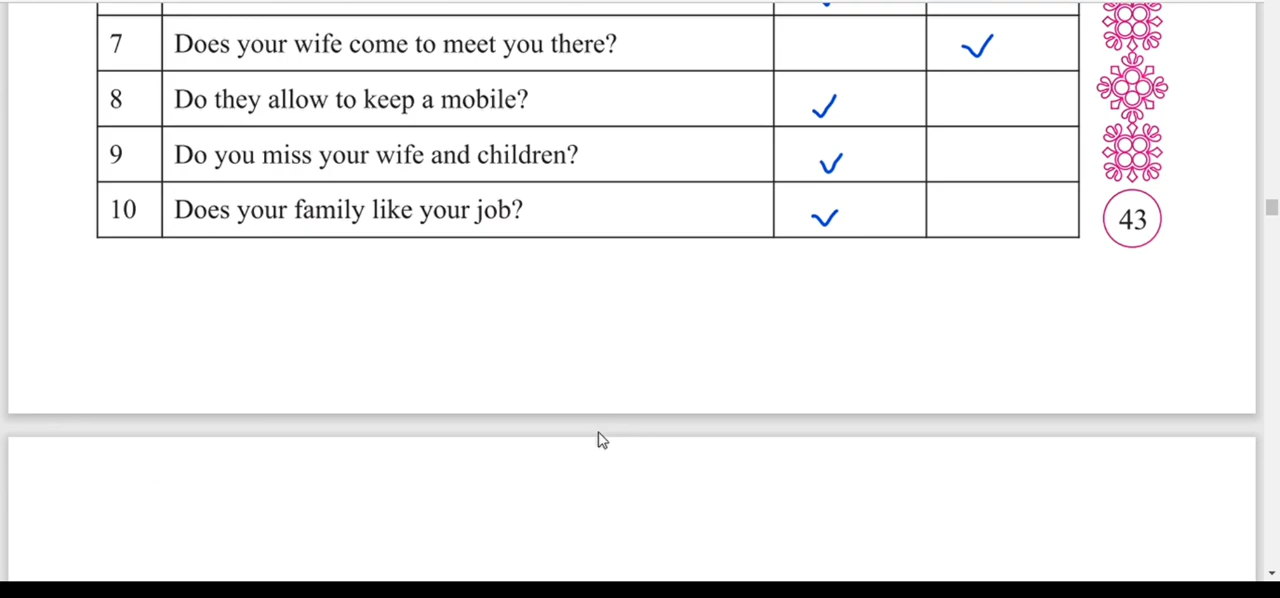 7 Does your wife come to meet you there? ✓
8 Do they allow to keep a mobile? ✓
9 Do you miss your wife and children? ✓
10 Does your family like your job? ✓
43